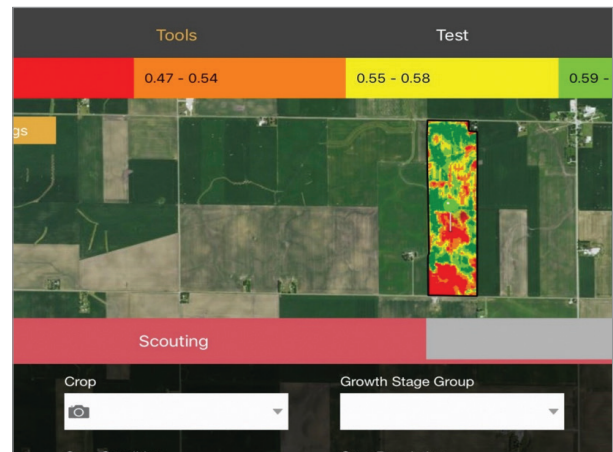 Tools
Test
0.47 - 0.54
0.55 - 0.58
0.59 -
gs
Scouting
Crop
Growth Stage Group